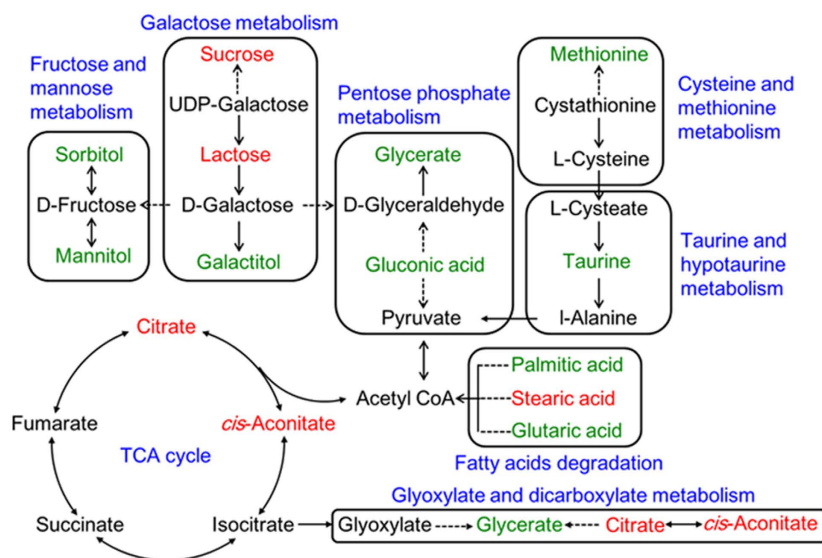 Galactose metabolism
Fructose and
mannose
metabolism
Sucrose
UDP-Galactose
Lactose
D-Galactose
Galactitol
Sorbitol
D-Fructose
Mannitol
Pentose phosphate
metabolism
Glycerate
D-Glyceraldehyde
Gluconic acid
Pyruvate
Methionine
Cystathionine
L-Cysteine
Cysteine and
methionine
metabolism
L-Cysteate
Taurine
l-Alanine
Taurine and
hypotaurine
metabolism
Citrate
Fumarate
cis-Aconitate
TCA cycle
Succinate
Isocitrate
Acetyl CoA
Palmitic acid
Stearic acid
Glutaric acid
Fatty acids degradation
Glyoxylate and dicarboxylate metabolism
Glyoxylate Glycerate Citrate cis-Aconitate